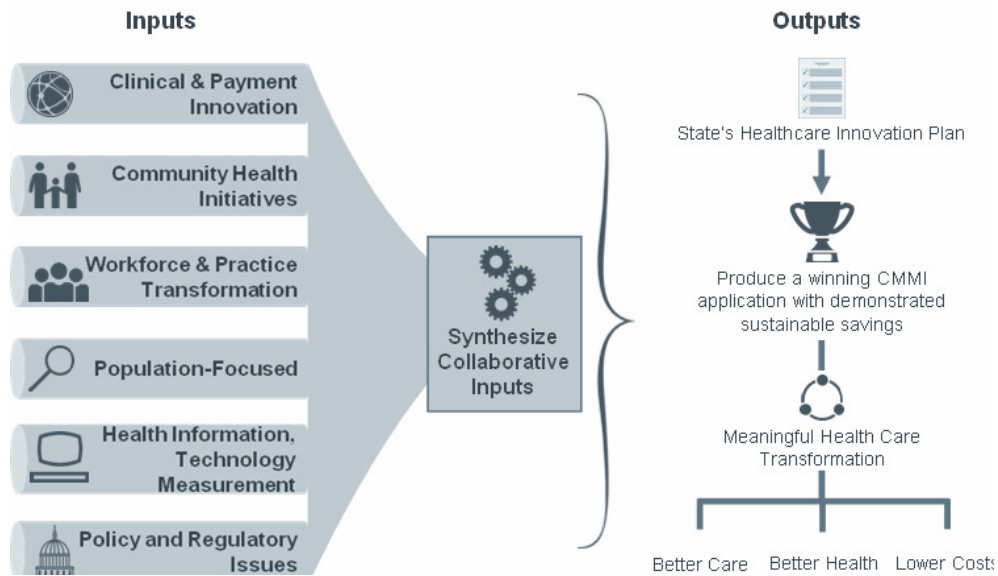 Inputs
Clinical & Payment
Innovation
Community Health
Initiatives
Workforce & Practice
Transformation
Population-Focused
Health Information,
Technology
Measurement
Policy and Regulatory
Issues
Synthesize
Collaborative
Inputs
Outputs
State's Healthcare Innovation Plan
Produce a winning CMMI
application with demonstrated
sustainable savings
Meaningful Health Care
Transformation
Better Care
Better Health
Lower Costs